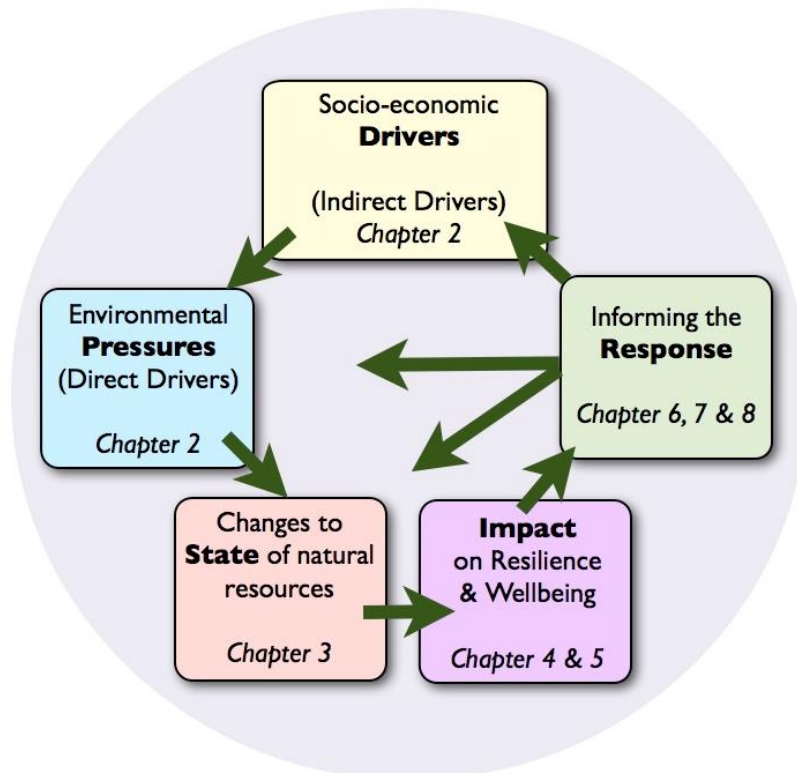 Socio-economic
Drivers
(Indirect Drivers)
Chapter 2
Environmental
Pressures
(Direct Drivers)
Chapter 2
Informing the
Response
Chapter 6, 7 & 8
Changes to
State of natural
resources
Chapter 3
Impact
on Resilience
& Wellbeing
Chapter 4 & 5